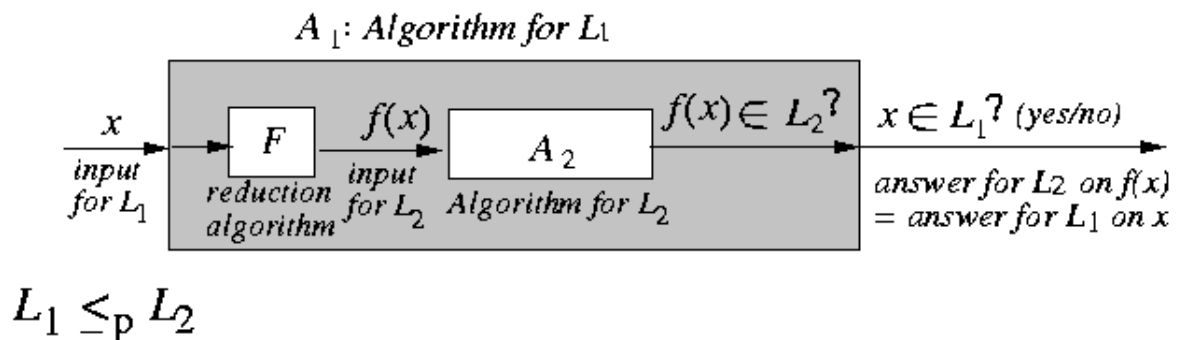 A₁: Algorithm for L₁
x
input
for L₁
F
reduction
algorithm
f(x)
input
for L₂
A₂
Algorithm for L₂
f(x) ∈ L₂?
x ∈ L₁? (yes/no)
answer for L₂ on f(x)
= answer for L₁ on x
L₁ ≤ₚ L₂